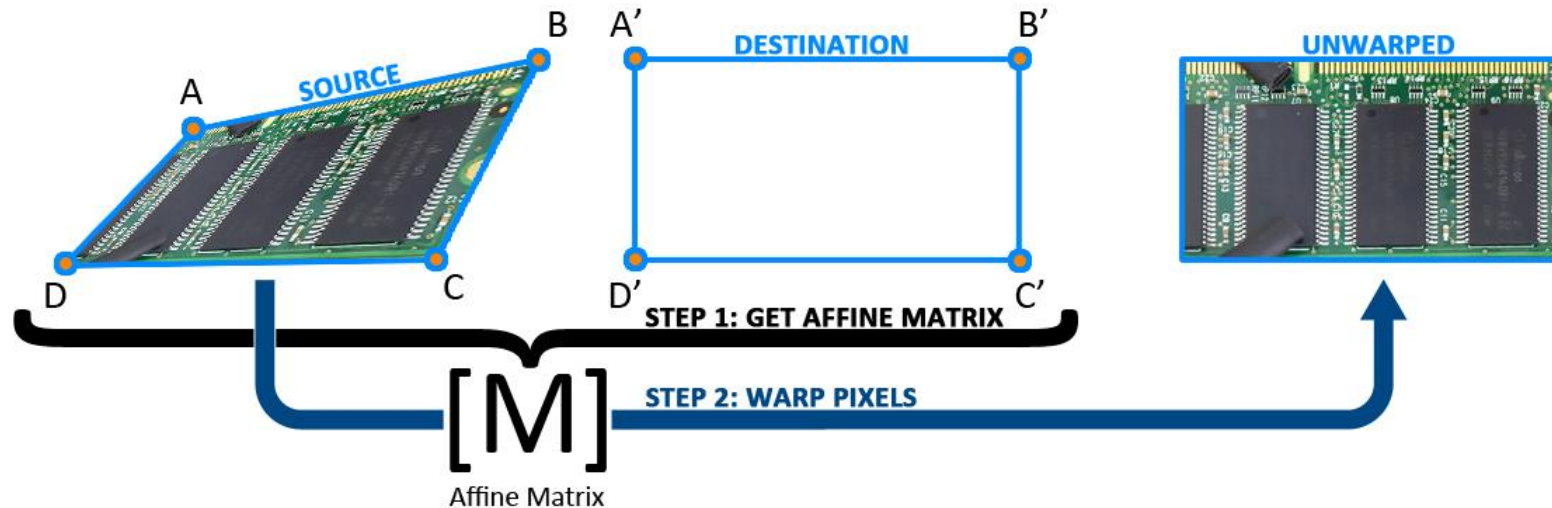 B
A’
B’
DESTINATION
UNWARPED
SOURCE
A
D
C
D’
C’
STEP 1: GET AFFINE MATRIX
[M]
STEP 2: WARP PIXELS
Affine Matrix